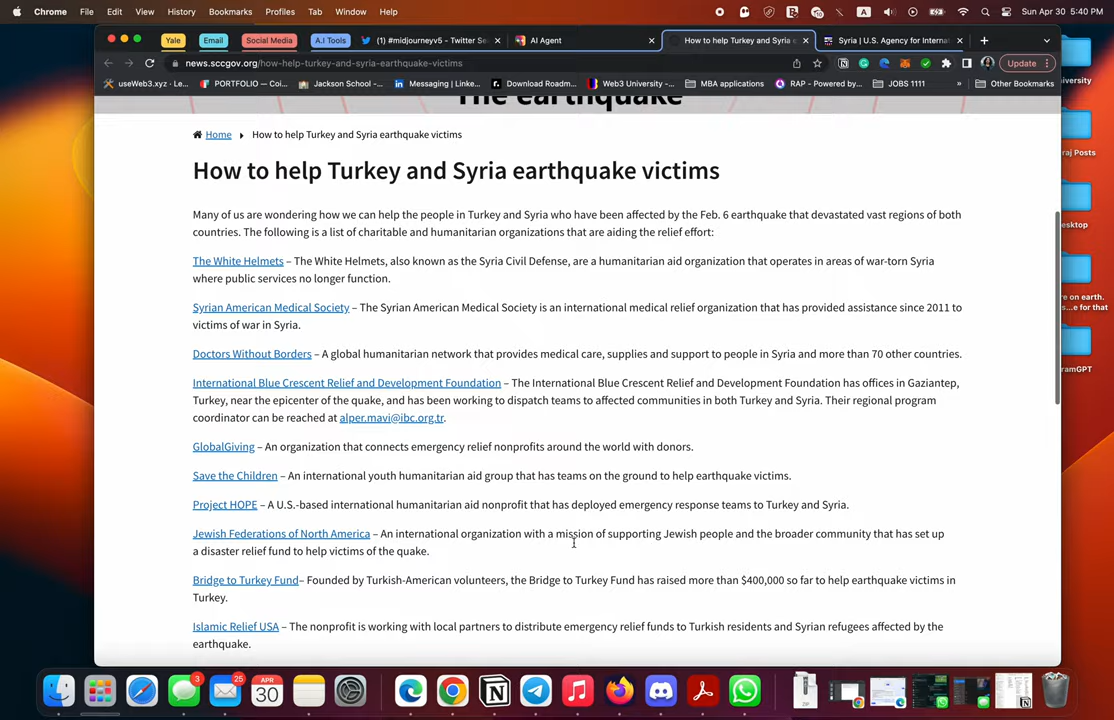 Chrome File Edit View History Bookmarks Profiles Tab Window Help A Sun Apr 30 5:40 PM
Yale Email Social Media A.I Tools (1) #midjourneyv5 - Twitter Se AI Agent How to help Turkey and Syria e Syria | U.S. Agency for Interna
news.sccgov.org/how-help-turkey-and-syria-earthquake-victims Update
useWeb3.xyz - Le... PORTFOLIO — Coi... Jackson School –... Messaging | Linke... Download Roadm... Web3 University –... MBA applications RAP - Powered by... JOBS 1111 » Other Bookmarks
The earthquake
Home How to help Turkey and Syria earthquake victims
How to help Turkey and Syria earthquake victims
Many of us are wondering how we can help the people in Turkey and Syria who have been affected by the Feb. 6 earthquake that devastated vast regions of both
countries. The following is a list of charitable and humanitarian organizations that are aiding the relief effort:
The White Helmets – The White Helmets, also known as the Syria Civil Defense, are a humanitarian aid organization that operates in areas of war-torn Syria
where public services no longer function.
Syrian American Medical Society – The Syrian American Medical Society is an international medical relief organization that has provided assistance since 2011 to
victims of war in Syria.
Doctors Without Borders – A global humanitarian network that provides medical care, supplies and support to people in Syria and more than 70 other countries.
International Blue Crescent Relief and Development Foundation – The International Blue Crescent Relief and Development Foundation has offices in Gaziantep,
Turkey, near the epicenter of the quake, and has been working to dispatch teams to affected communities in both Turkey and Syria. Their regional program
coordinator can be reached at alper.mavi@ibc.org.tr.
GlobalGiving – An organization that connects emergency relief nonprofits around the world with donors.
Save the Children – An international youth humanitarian aid group that has teams on the ground to help earthquake victims.
Project HOPE – A U.S.-based international humanitarian aid nonprofit that has deployed emergency response teams to Turkey and Syria.
Jewish Federations of North America – An international organization with a mission of supporting Jewish people and the broader community that has set up
a disaster relief fund to help victims of the quake.
Bridge to Turkey Fund– Founded by Turkish-American volunteers, the Bridge to Turkey Fund has raised more than $400,000 so far to help earthquake victims in
Turkey.
Islamic Relief USA – The nonprofit is working with local partners to distribute emergency relief funds to Turkish residents and Syrian refugees affected by the
earthquake.
iversity
raj Posts
esktop
re on earth.
s...e for that
ramGPT
3
25
APR
30
ZIP